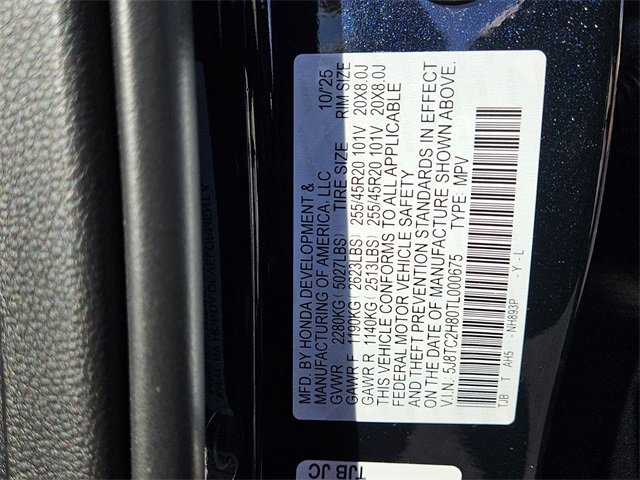 MFD. BY HONDA DEVELOPMENT & 10/'25
MANUFACTURING OF AMERICA, LLC
GVWR 2280KG ( 5027LBS) TIRE SIZE RIM SIZE
GAWR F 1190KG ( 2623LBS) 255/45R20 101V 20X8.0J
GAWR R 1140KG ( 2513LBS) 255/45R20 101V 20X8.0J
THIS VEHICLE CONFORMS TO ALL APPLICABLE
FEDERAL MOTOR VEHICLE SAFETY
AND THEFT PREVENTION STANDARDS IN EFFECT
ON THE DATE OF MANUFACTURE SHOWN ABOVE.
V.I.N: 5J8TC2H80TL000675 TYPE: MPV
TJB T AH5 - NH893P - Y - L
TJB JC